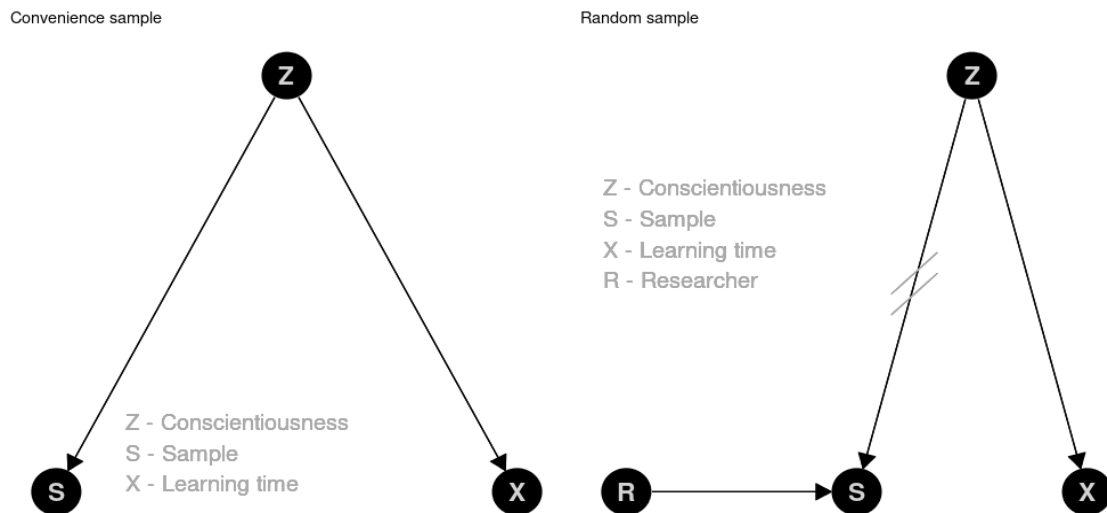 Convenience sample
Z
Z - Conscientiousness
S - Sample
X - Learning time
S
X
Random sample
Z
Z - Conscientiousness
S - Sample
X - Learning time
R - Researcher
R
S
X